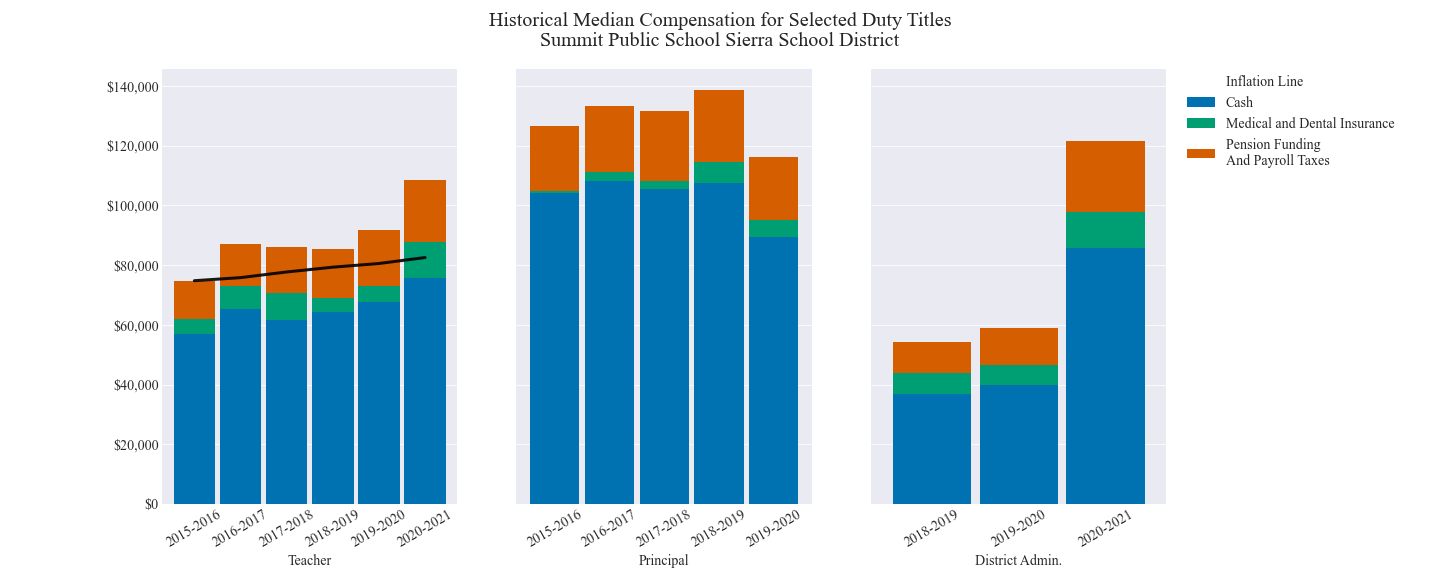 Historical Median Compensation for Selected Duty Titles
Summit Public School Sierra School District
$140,000
$120,000
$100,000
$80,000
$60,000
$40,000
$20,000
$0
2015-2016
2016-2017
2017-2018
2018-2019
2019-2020
2020-2021
Teacher
2015-2016
2016-2017
2017-2018
2018-2019
2019-2020
Principal
2018-2019
2019-2020
2020-2021
District Admin.
Inflation Line
Cash
Medical and Dental Insurance
Pension Funding
And Payroll Taxes